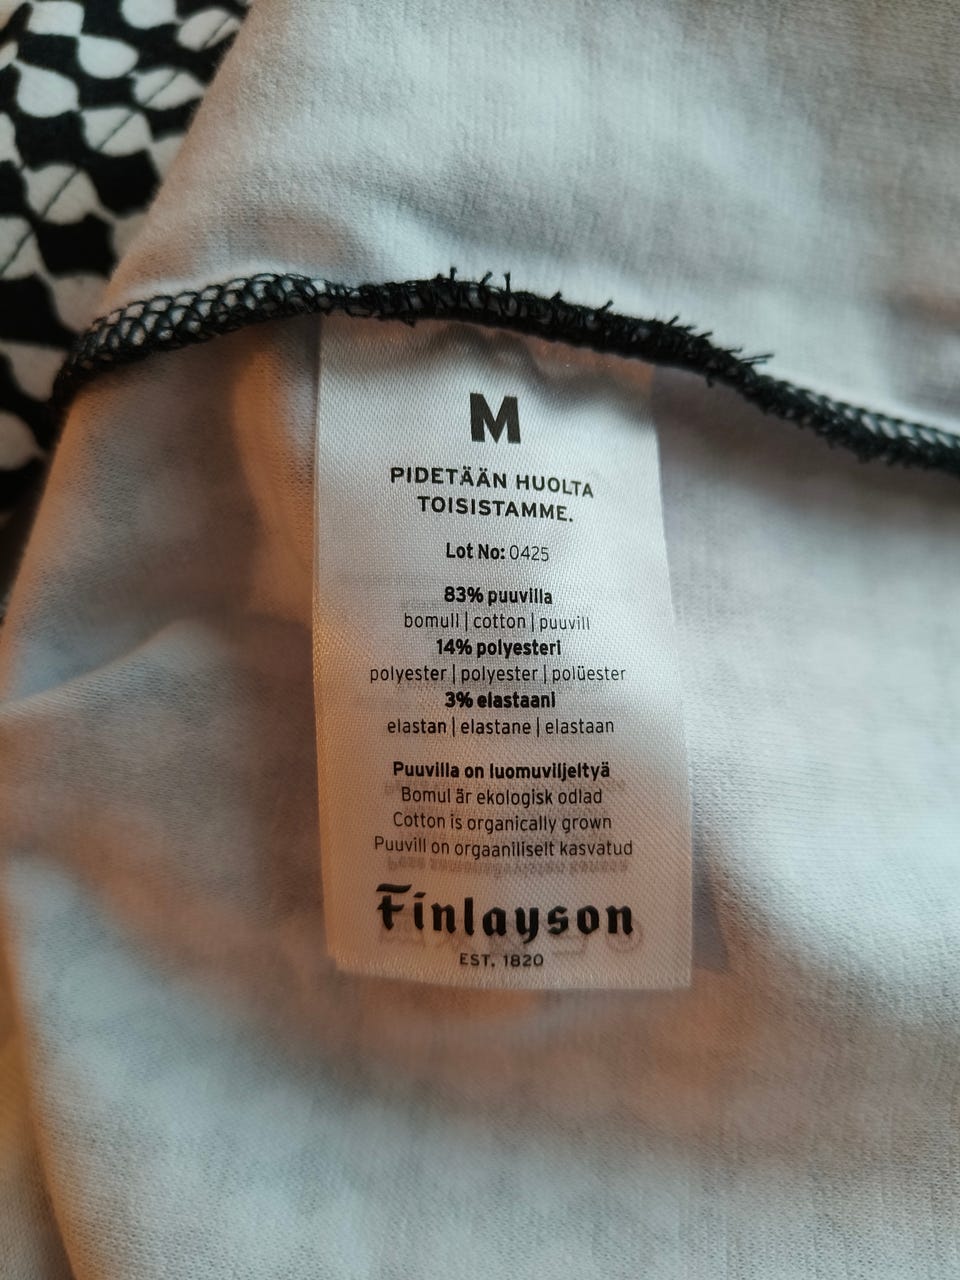 M
PIDETÄÄN HUOLTA
TOISISTAMME.
Lot No: 0425
83% puuvilla
bomull | cotton | puuvill
14% polyesteri
polyester | polyester | polüester
3% elastaani
elastan | elastane | elastaan
Puuvilla on luomuviljeltyä
Bomul är ekologisk odlad
Cotton is organically grown
Puuvill on orgaaniliselt kasvatud
Finlayson
EST. 1820